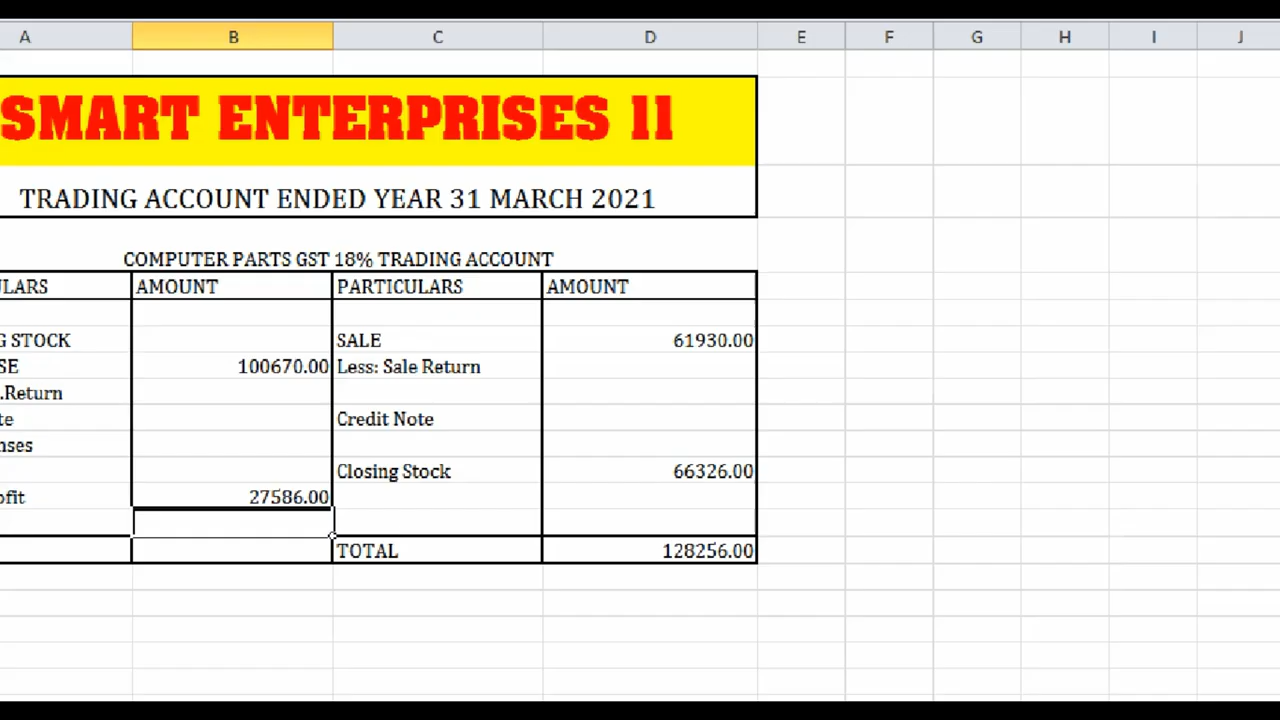 A B C D E F G H I J
SMART ENTERPRISES 11
TRADING ACCOUNT ENDED YEAR 31 MARCH 2021
COMPUTER PARTS GST 18% TRADING ACCOUNT
ULARS AMOUNT PARTICULARS AMOUNT
G STOCK SALE 61930.00
SE 100670.00 Less: Sale Return
.Return
te Credit Note
nses
Closing Stock 66326.00
ofit 27586.00
TOTAL 128256.00